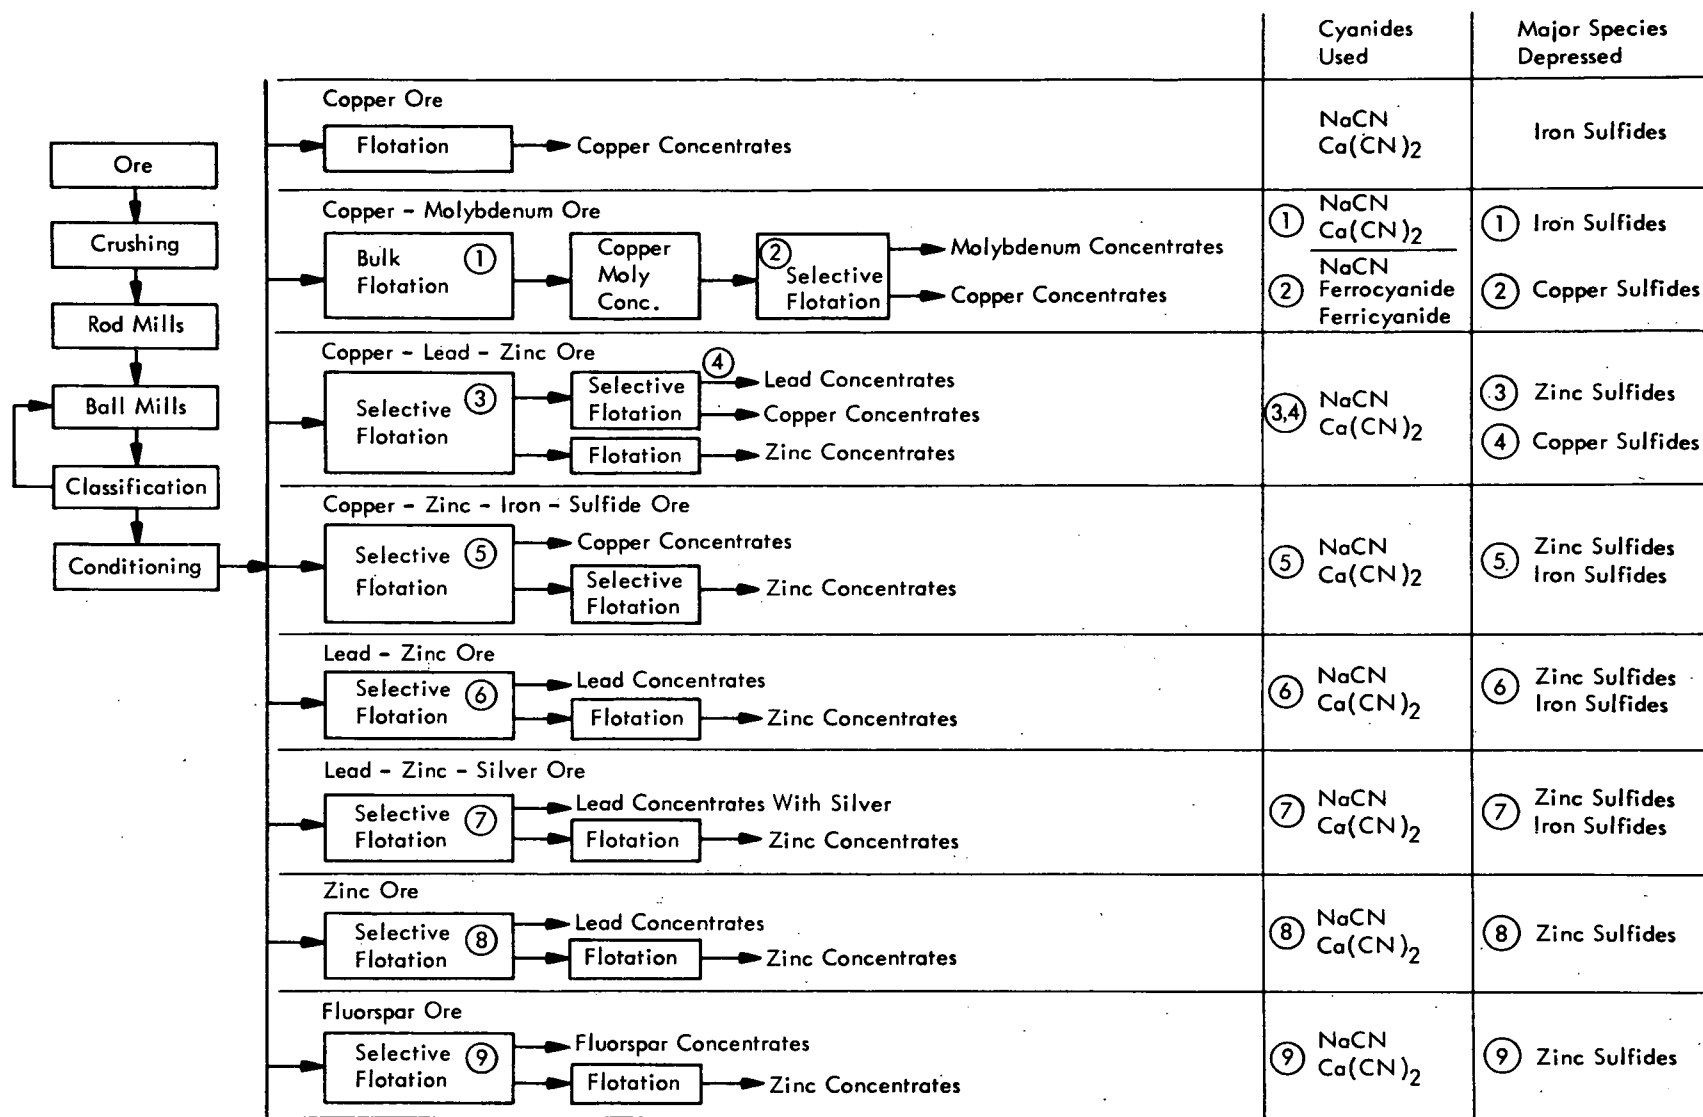 Cyanides
Used
Major Species
Depressed
Ore
Crushing
Rod Mills
Ball Mills
Classification
Conditioning
Copper Ore
Flotation
Copper Concentrates
NaCN
Ca(CN)2
Iron Sulfides
Copper - Molybdenum Ore
Bulk
Flotation
1
Copper
Moly
Conc.
2
Selective
Flotation
Molybdenum Concentrates
Copper Concentrates
1
NaCN
Ca(CN)2
2
NaCN
Ferrocyanide
Ferricyanide
1 Iron Sulfides
2 Copper Sulfides
Copper - Lead - Zinc Ore
Selective
Flotation
3
Selective
Flotation
4
Lead Concentrates
Copper Concentrates
Flotation
Zinc Concentrates
3,4
NaCN
Ca(CN)2
3 Zinc Sulfides
4 Copper Sulfides
Copper - Zinc - Iron - Sulfide Ore
Selective
Flotation
5
Copper Concentrates
Selective
Flotation
Zinc Concentrates
5
NaCN
Ca(CN)2
5
Zinc Sulfides
Iron Sulfides
Lead - Zinc Ore
Selective
Flotation
6
Lead Concentrates
Flotation
Zinc Concentrates
6
NaCN
Ca(CN)2
6
Zinc Sulfides
Iron Sulfides
Lead - Zinc - Silver Ore
Selective
Flotation
7
Lead Concentrates With Silver
Flotation
Zinc Concentrates
7
NaCN
Ca(CN)2
7
Zinc Sulfides
Iron Sulfides
Zinc Ore
Selective
Flotation
8
Lead Concentrates
Flotation
Zinc Concentrates
8
NaCN
Ca(CN)2
8 Zinc Sulfides
Fluorspar Ore
Selective
Flotation
9
Fluorspar Concentrates
Flotation
Zinc Concentrates
9
NaCN
Ca(CN)2
9 Zinc Sulfides